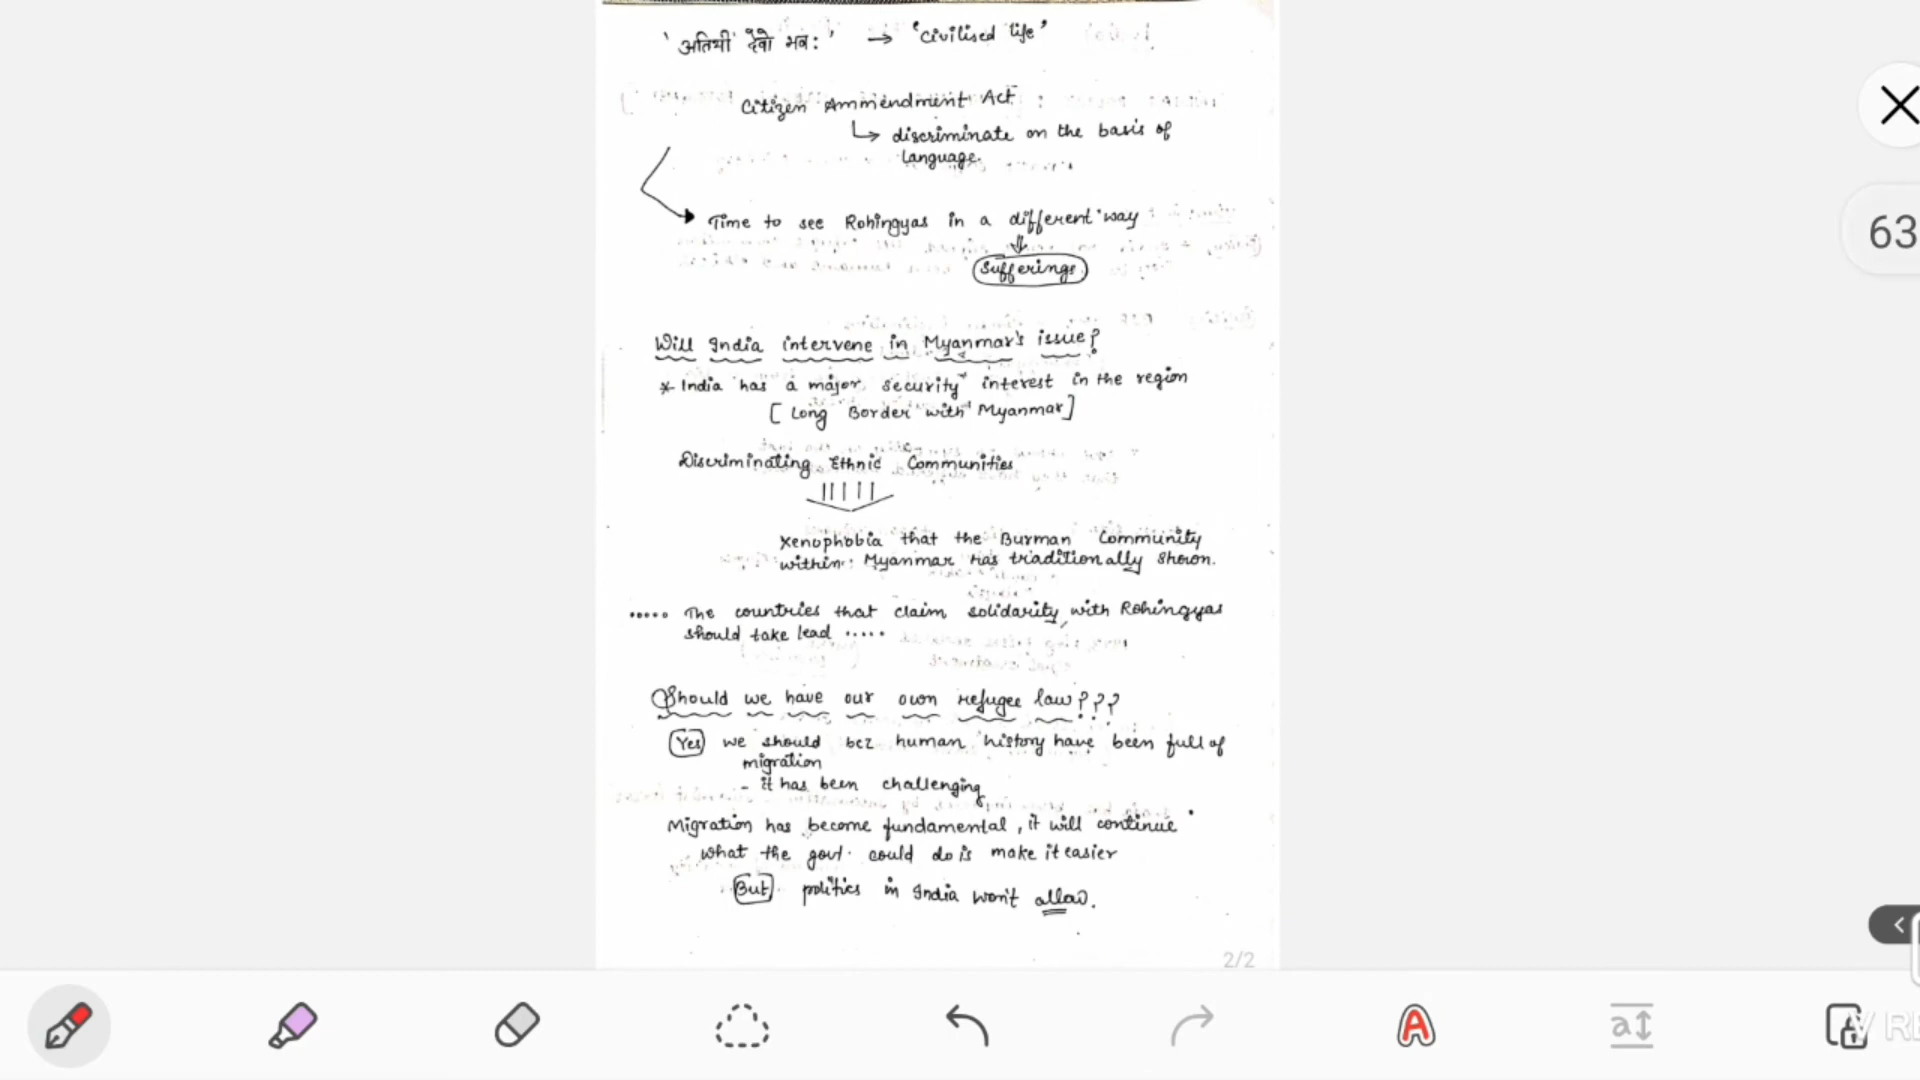 'अतिथी देवो भवः' → 'Civilised life'
Citizen Ammendment Act
↳ discriminate on the basis of
language.
Time to see Rohingyas in a different way
Sufferings
Will India intervene in Myanmar's issue?
* India has a major security interest in the region
[Long Border with Myanmar]
Discriminating Ethnic Communities
Xenophobia that the Burman Community
within Myanmar has traditionally shown.
..... The countries that claim solidarity with Rohingyas
should take lead .....
Should we have our own refugee law???
Yes we should bcz human history have been full of
migration
- it has been challenging
Migration has become fundamental, it will continue
what the govt. could do is make it easier
But politics in India won't allow.
2/2
63
A
a